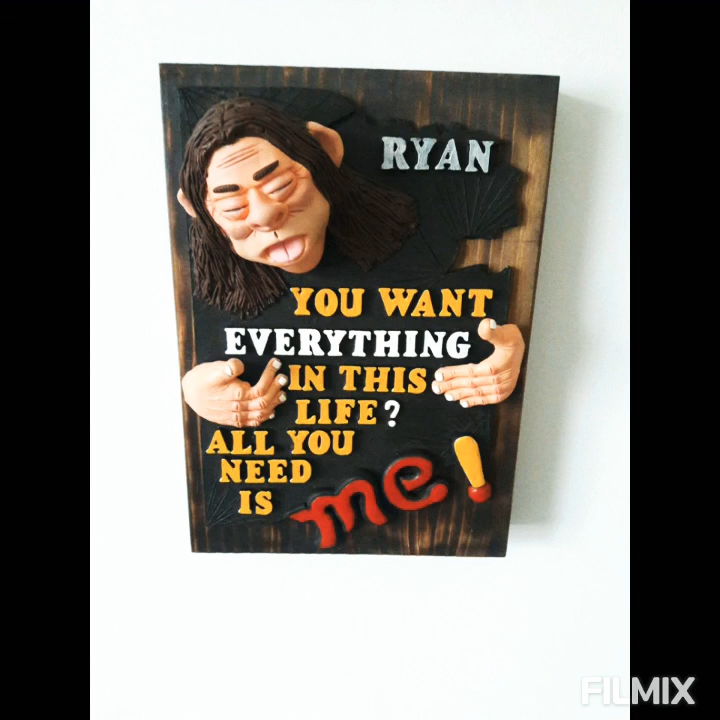 RYAN
YOU WANT
EVERYTHING
IN THIS
LIFE?
ALL YOU
NEED
IS me!
FILMIX